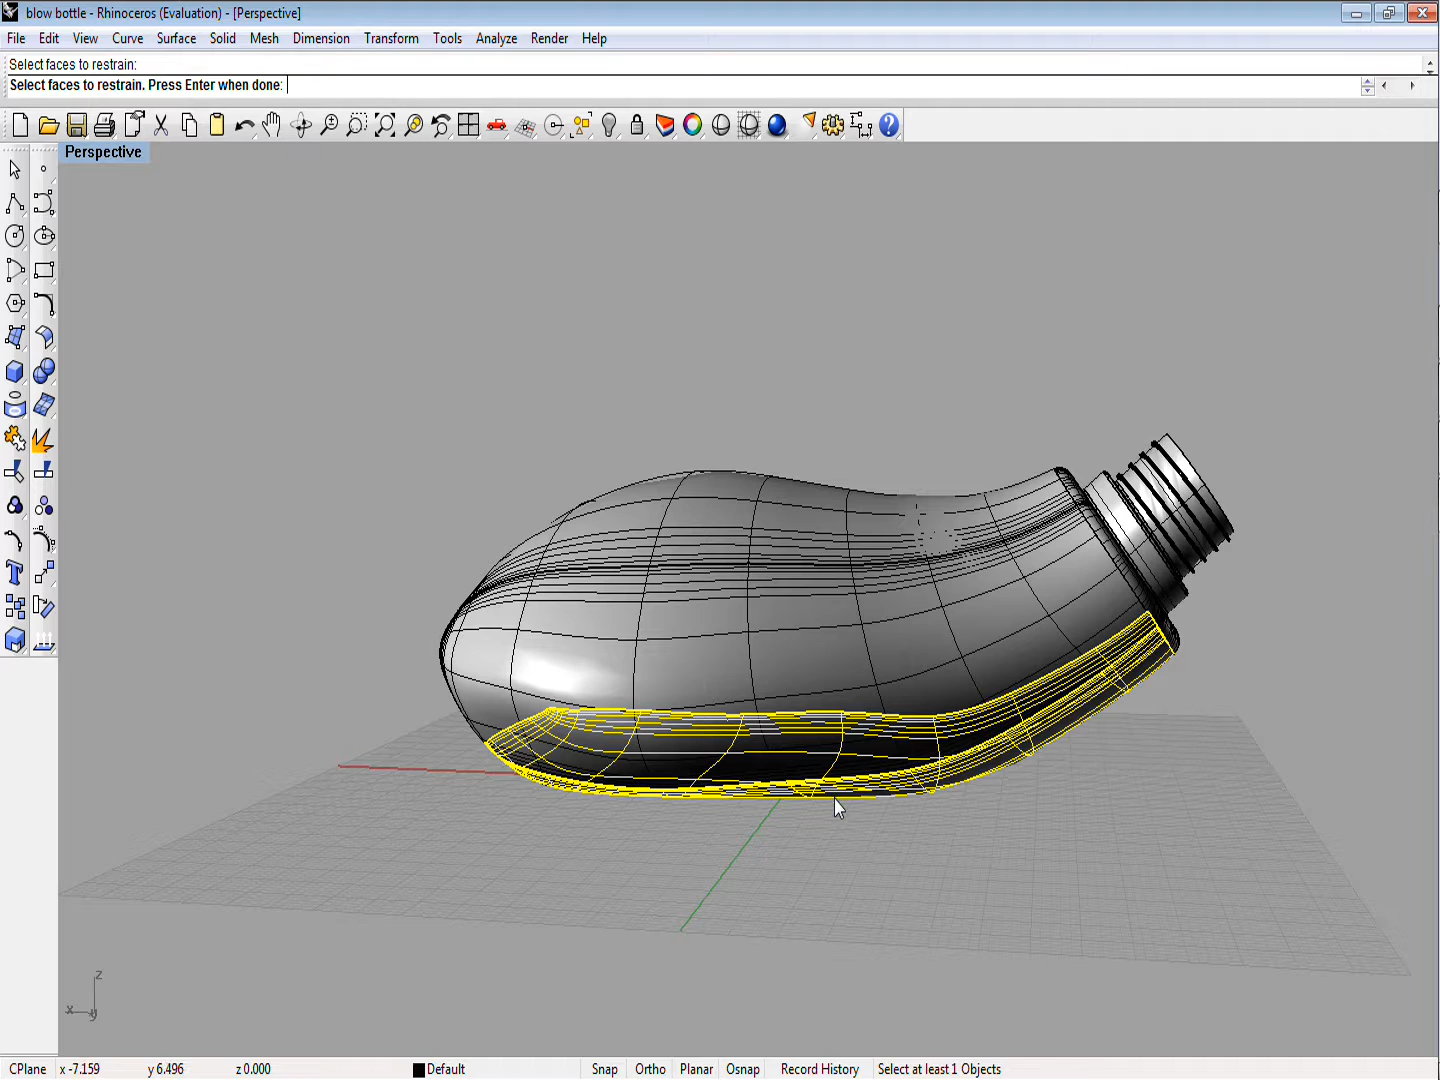 blow bottle - Rhinoceros (Evaluation) - [Perspective]
File Edit View Curve Surface Solid Mesh Dimension Transform Tools Analyze Render Help
Select faces to restrain:
Select faces to restrain. Press Enter when done:
Perspective
z
x
y
CPlane x -7.159 y 6.496 z 0.000 Default Snap Ortho Planar Osnap Record History Select at least 1 Objects